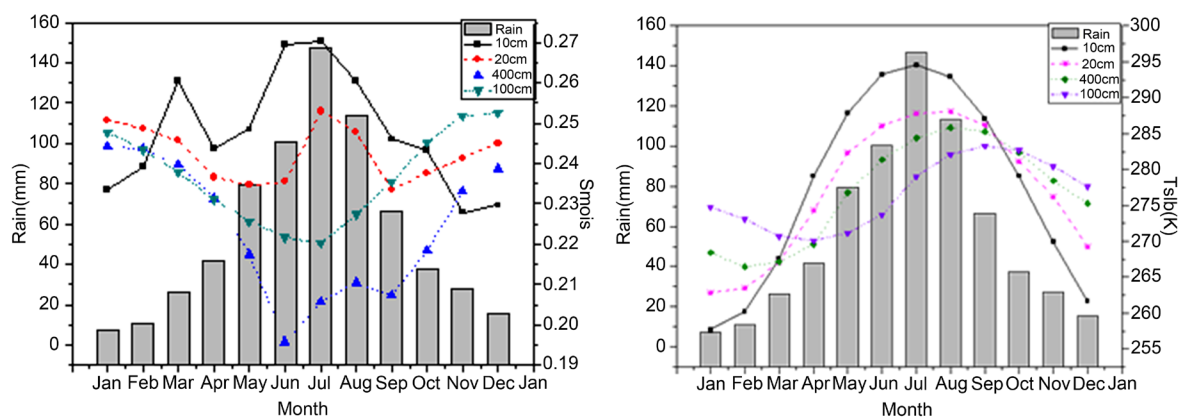 160
140
120
100
80
60
40
20
0
Rain(mm)
Rain
10cm
20cm
400cm
100cm
0.27
0.26
0.25
0.24
0.23
0.22
0.21
0.20
0.19
Smois
Jan Feb Mar Apr May Jun Jul Aug Sep Oct Nov Dec Jan
Month
160
140
120
100
80
60
40
20
0
Rain(mm)
Rain
10cm
20cm
400cm
100cm
300
295
290
285
280
275
270
265
260
255
Tslb(K)
Jan Feb Mar Apr May Jun Jul Aug Sep Oct Nov Dec Jan
Month